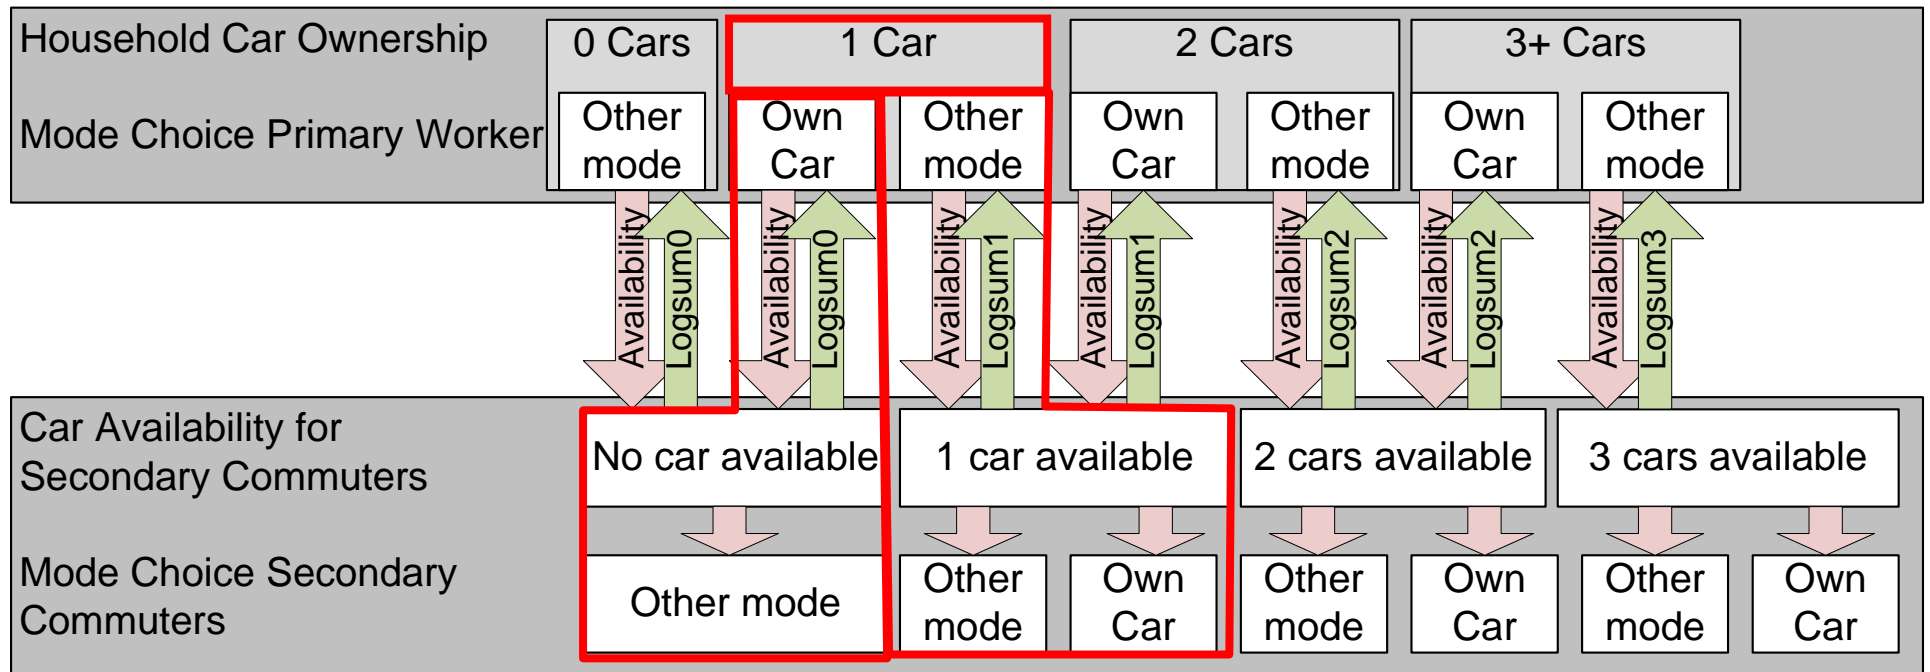 Household Car Ownership
0 Cars
1 Car
2 Cars
3+ Cars
Mode Choice Primary Worker
Other
mode
Own
Car
Other
mode
Own
Car
Other
mode
Own
Car
Other
mode
Availability
Logsum0
Availability
Logsum0
Availability
Logsum1
Availability
Logsum1
Availability
Logsum2
Availability
Logsum2
Availability
Logsum3
Car Availability for
Secondary Commuters
No car available
1 car available
2 cars available
3 cars available
Mode Choice Secondary
Commuters
Other mode
Other
mode
Own
Car
Other
mode
Own
Car
Other
mode
Own
Car